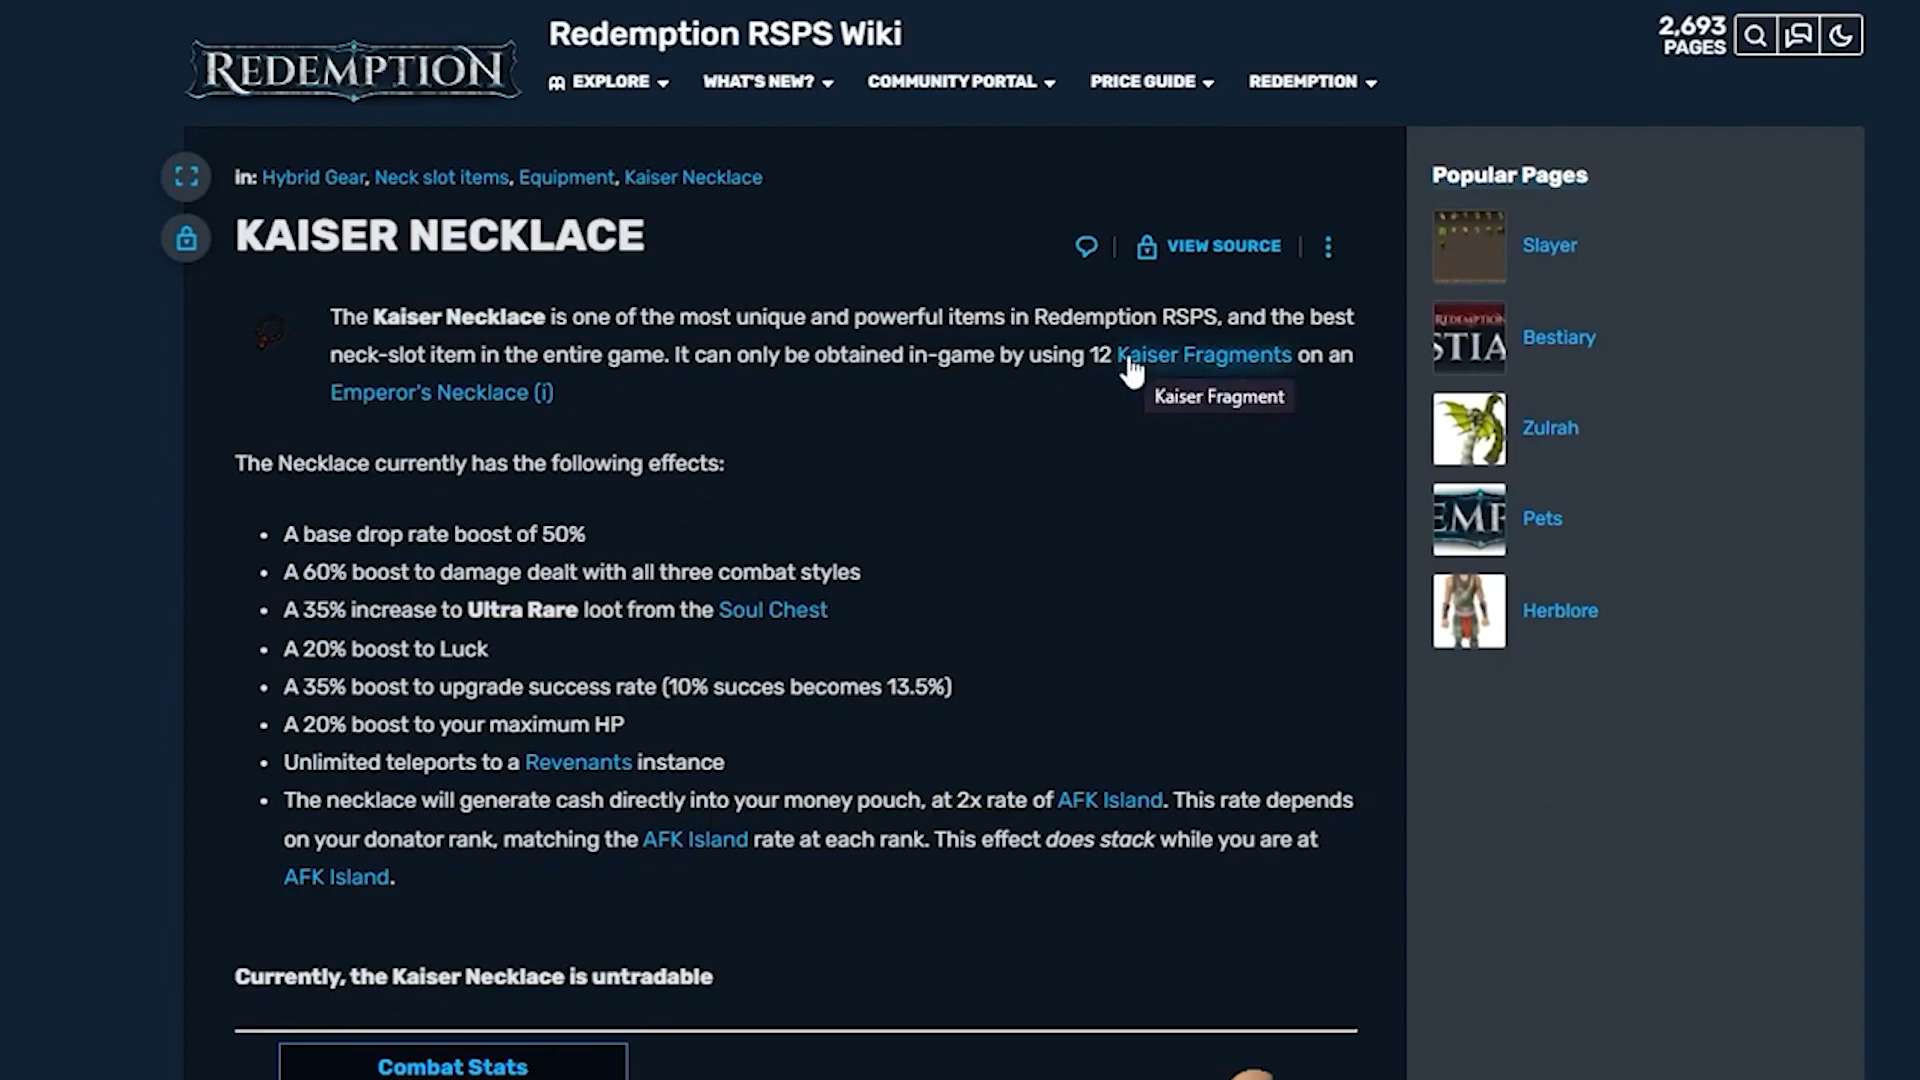 Redemption RSPS Wiki
2,693
PAGES
REDEMPTION
EXPLORE
WHAT'S NEW?
COMMUNITY PORTAL
PRICE GUIDE
REDEMPTION
in: Hybrid Gear, Neck slot items, Equipment, Kaiser Necklace
KAISER NECKLACE
VIEW SOURCE
The Kaiser Necklace is one of the most unique and powerful items in Redemption RSPS, and the best
neck-slot item in the entire game. It can only be obtained in-game by using 12 Kaiser Fragments on an
Emperor's Necklace (i)
Kaiser Fragment
The Necklace currently has the following effects:
• A base drop rate boost of 50%
• A 60% boost to damage dealt with all three combat styles
• A 35% increase to Ultra Rare loot from the Soul Chest
• A 20% boost to Luck
• A 35% boost to upgrade success rate (10% succes becomes 13.5%)
• A 20% boost to your maximum HP
• Unlimited teleports to a Revenants instance
• The necklace will generate cash directly into your money pouch, at 2x rate of AFK Island. This rate depends
on your donator rank, matching the AFK Island rate at each rank. This effect does stack while you are at
AFK Island.
Currently, the Kaiser Necklace is untradable
Combat Stats
Popular Pages
Slayer
REDEMPTION
STIA
Bestiary
Zulrah
EMP
Pets
Herblore